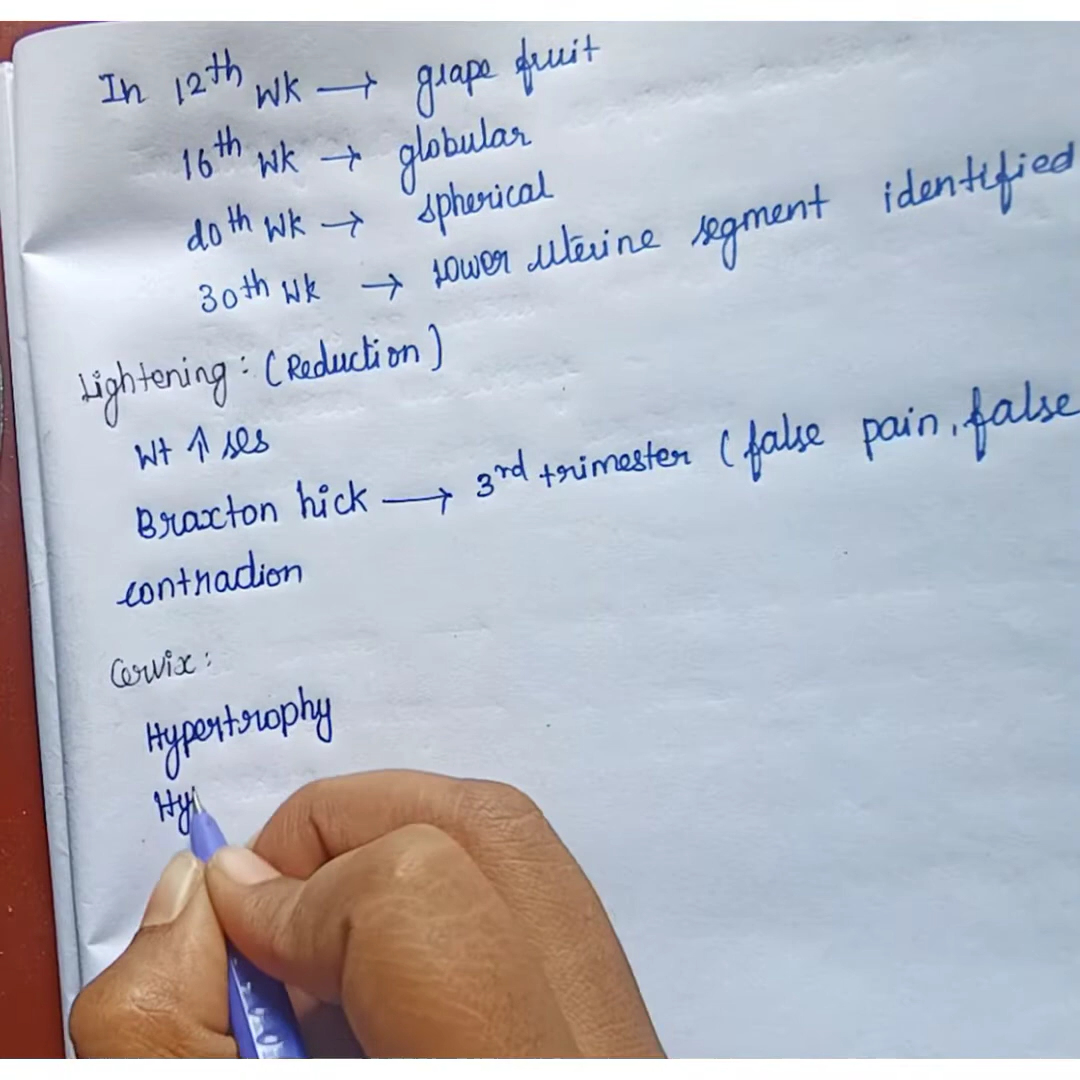 In 12th wk → grape fruit
16th wk → globular
20th wk → spherical
30th wk → Lower uterine segment identified
Lightening: (Reduction)
Wt ↑ ses
Braxton hick → 3rd trimester (false pain, false
contraction
Cervix:
Hypertrophy
Hy